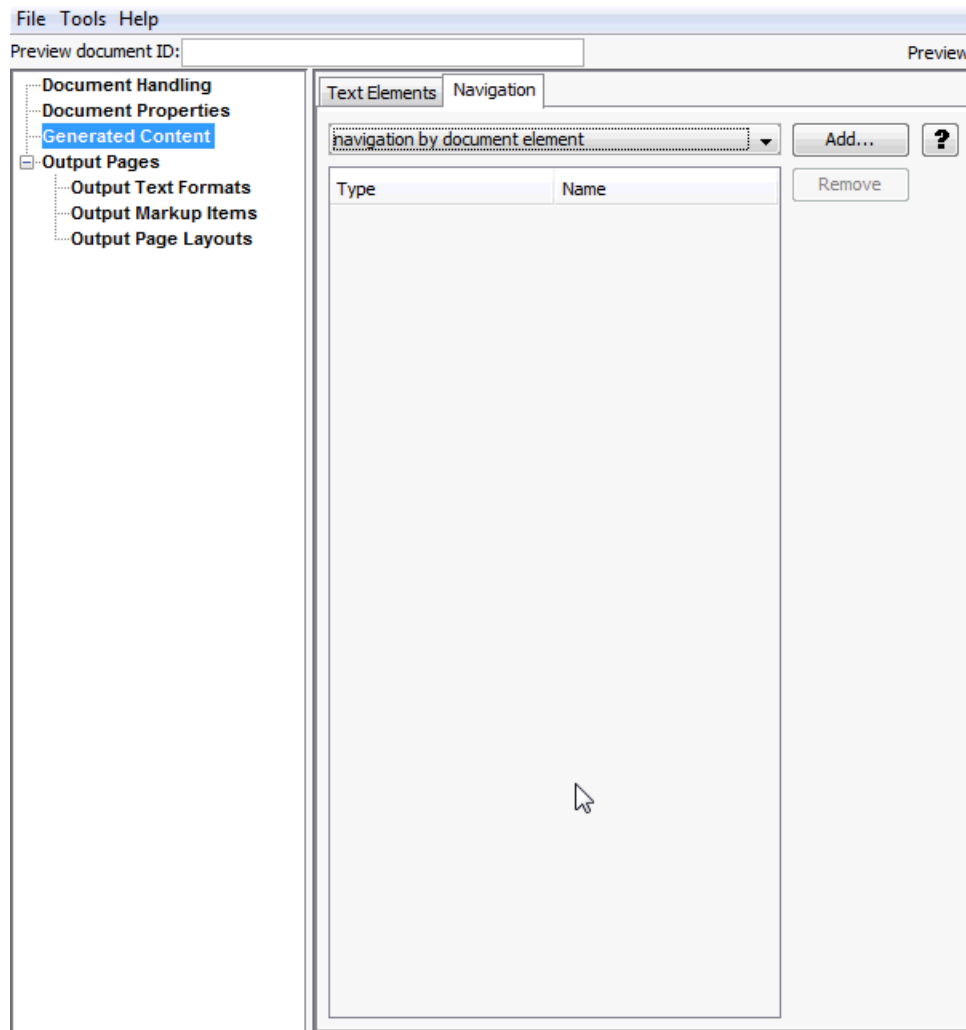 File Tools Help
Preview document ID: Preview
Document Handling
Document Properties
Generated Content
Output Pages
Output Text Formats
Output Markup Items
Output Page Layouts
Text Elements Navigation
navigation by document element Add... ?
Type Name Remove